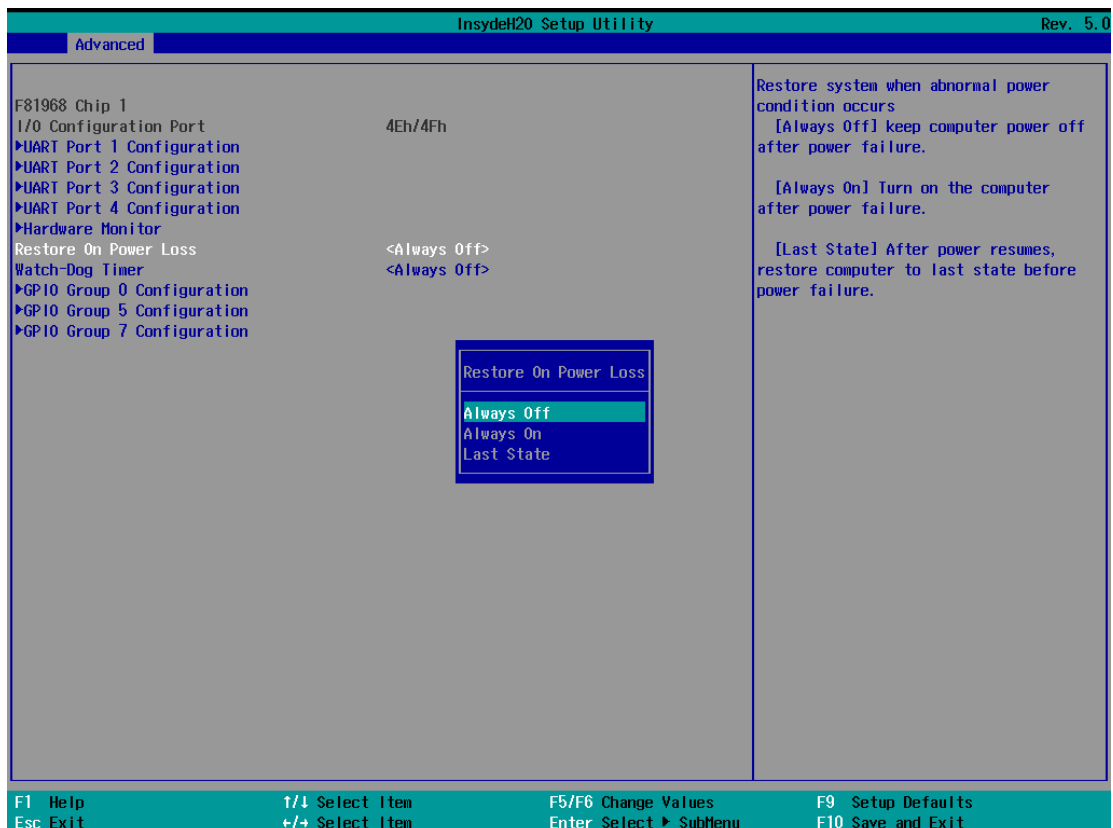 InsydeH20 Setup Utility Rev. 5.0
Advanced
F81968 Chip 1
I/O Configuration Port 4Eh/4Fh
▶UART Port 1 Configuration
▶UART Port 2 Configuration
▶UART Port 3 Configuration
▶UART Port 4 Configuration
▶Hardware Monitor
Restore On Power Loss <Always Off>
Watch-Dog Timer <Always Off>
▶GPIO Group 0 Configuration
▶GPIO Group 5 Configuration
▶GPIO Group 7 Configuration
Restore On Power Loss
Always Off
Always On
Last State
Restore system when abnormal power
condition occurs
[Always Off] keep computer power off
after power failure.
[Always On] Turn on the computer
after power failure.
[Last State] After power resumes,
restore computer to last state before
power failure.
F1 Help ↑/↓ Select Item F5/F6 Change Values F9 Setup Defaults
Esc Exit ←/→ Select Item Enter Select ▶ SubMenu F10 Save and Exit